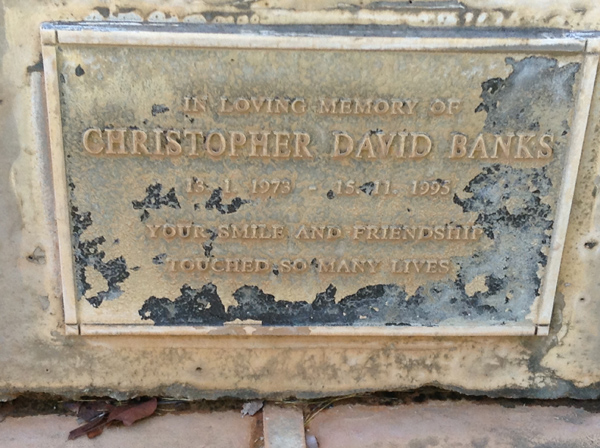 IN LOVING MEMORY OF
CHRISTOPHER DAVID BANKS
13. 1. 1973 - 15. 11. 1995
YOUR SMILE AND FRIENDSHIP
TOUCHED SO MANY LIVES